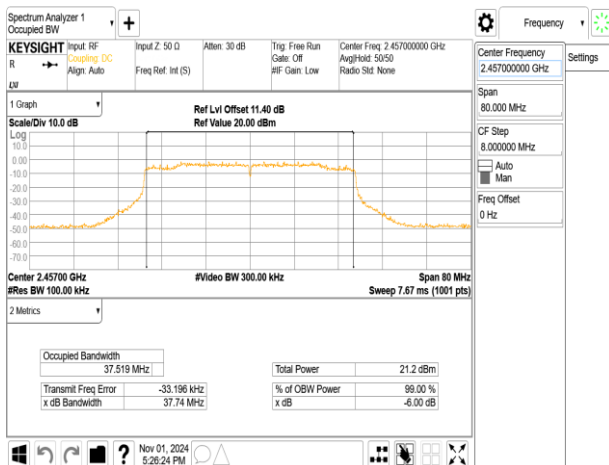 Spectrum Analyzer 1
Occupied BW
Frequency
KEYSIGHT
R
LXI
Input: RF
Coupling: DC
Align: Auto
Input Z: 50 Ω
Freq Ref: Int (S)
Atten: 30 dB
Trig: Free Run
Gate: Off
#IF Gain: Low
Center Freq: 2.457000000 GHz
Avg|Hold: 50/50
Radio Std: None
Center Frequency
2.457000000 GHz
Settings
Span
80.000 MHz
CF Step
8.000000 MHz
Auto
Man
Freq Offset
0 Hz
1 Graph
Scale/Div 10.0 dB
Ref Lvl Offset 11.40 dB
Ref Value 20.00 dBm
Log
10.0
0.00
-10.0
-20.0
-30.0
-40.0
-50.0
-60.0
-70.0
Center 2.45700 GHz
#Video BW 300.00 kHz
Span 80 MHz
#Res BW 100.00 kHz
Sweep 7.67 ms (1001 pts)
2 Metrics
Occupied Bandwidth
37.519 MHz
Total Power 21.2 dBm
Transmit Freq Error -33.196 kHz
% of OBW Power 99.00 %
x dB Bandwidth 37.74 MHz
x dB -6.00 dB
?
Nov 01, 2024
5:26:24 PM